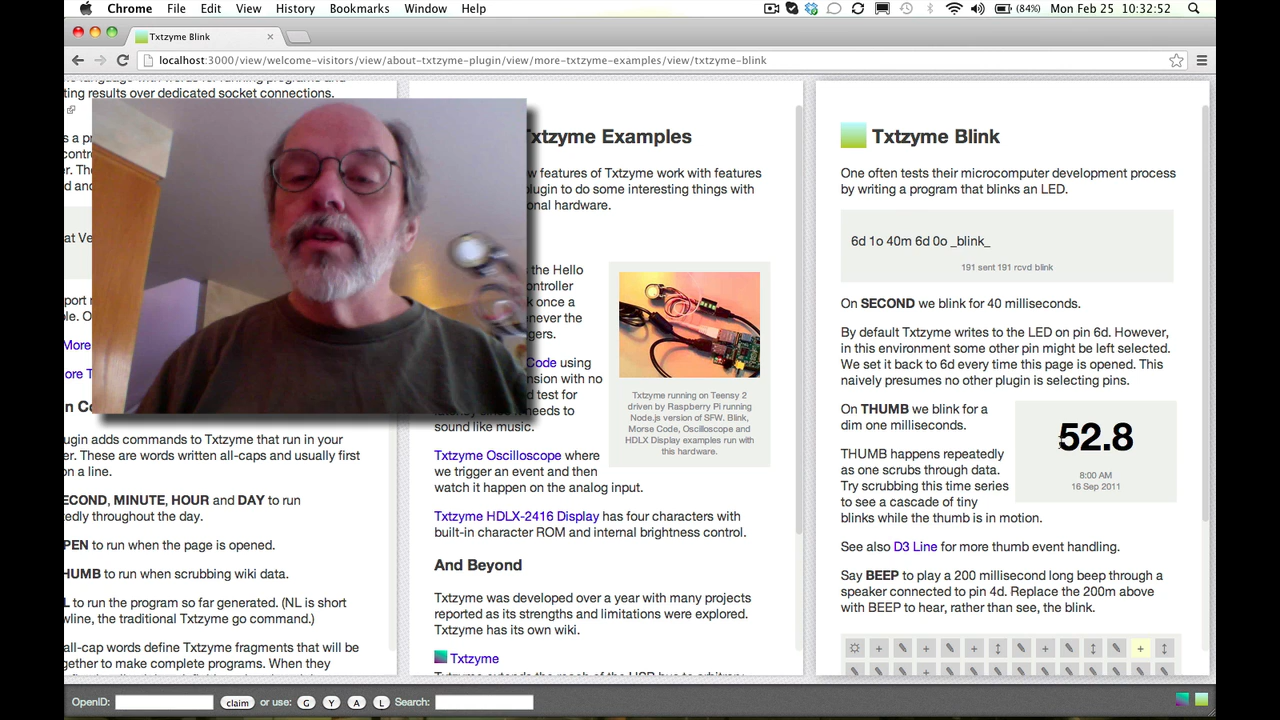 Chrome File Edit View History Bookmarks Window Help (84%) Mon Feb 25 10:32:52
Txtzyme Blink
localhost:3000/view/welcome-visitors/view/about-txtzyme-plugin/view/more-txtzyme-examples/view/txtzyme-blink
ting results over dedicated socket connections.
More
ore T
plugin adds commands to Txtzyme that run in your
er. These are words written all-caps and usually first
on a line.
ECOND, MINUTE, HOUR and DAY to run
tedly throughout the day.
PEN to run when the page is opened.
HUMB to run when scrubbing wiki data.
L to run the program so far generated. (NL is short
wline, the traditional Txtzyme go command.)
all-cap words define Txtzyme fragments that will be
gether to make complete programs. When they
Txtzyme Examples
w features of Txtzyme work with features
plugin to do some interesting things with
onal hardware.
s the Hello
ontroller
k once a
never the
gers.
Code using
nsion with no
d test for
needs to
sound like music.
Txtzyme running on Teensy 2
driven by Raspberry Pi running
Node.js version of SFW. Blink,
Morse Code, Oscilloscope and
HDLX Display examples run with
this hardware.
Txtzyme Oscilloscope where
we trigger an event and then
watch it happen on the analog input.
Txtzyme HDLX-2416 Display has four characters with
built-in character ROM and internal brightness control.
And Beyond
Txtzyme was developed over a year with many projects
reported as its strengths and limitations were explored.
Txtzyme has its own wiki.
Txtzyme
Txtzyme Blink
One often tests their microcomputer development process
by writing a program that blinks an LED.
6d 1o 40m 6d 0o _blink_
191 sent 191 rcvd blink
On SECOND we blink for 40 milliseconds.
By default Txtzyme writes to the LED on pin 6d. However,
in this environment some other pin might be left selected.
We set it back to 6d every time this page is opened. This
naively presumes no other plugin is selecting pins.
On THUMB we blink for a
dim one milliseconds.
THUMB happens repeatedly
as one scrubs through data.
Try scrubbing this time series
to see a cascade of tiny
blinks while the thumb is in motion.
52.8
8:00 AM
16 Sep 2011
See also D3 Line for more thumb event handling.
Say BEEP to play a 200 millisecond long beep through a
speaker connected to pin 4d. Replace the 200m above
with BEEP to hear, rather than see, the blink.
OpenID: claim or use: G Y A L Search: